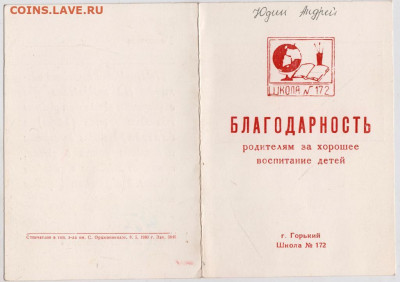 COINS.LAVE.RU
Юдин Андрей
ШКОЛА № 172
БЛАГОДАРНОСТЬ
родителям за хорошее
воспитание детей
г. Горький
Школа № 172